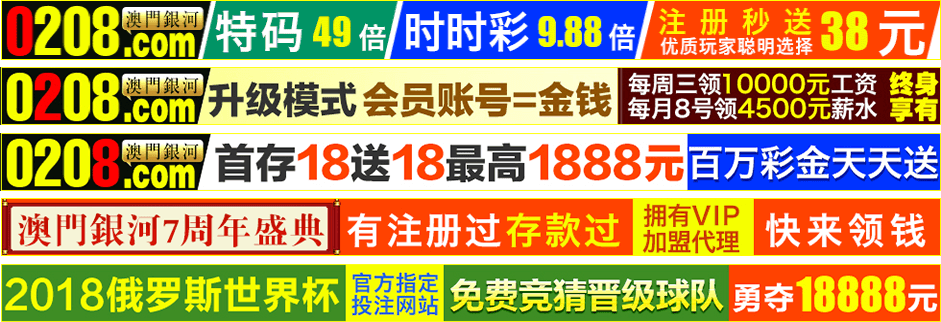 0208.com 澳門銀河 特码 49 倍 时时彩 9.88 倍 注册秒送 38 元
优质玩家聪明选择
0208.com 澳門銀河 升级模式 会员账号=金钱 每周三领10000元工资 终身
每月8号领4500元薪水 享有
0208.com 澳門銀河 首存18送18最高1888元 百万彩金天天送
澳門銀河7周年盛典 有注册过存款过 拥有VIP 快来领钱
加盟代理
2018俄罗斯世界杯 官方指定 免费竞猜晋级球队 勇夺18888元
投注网站